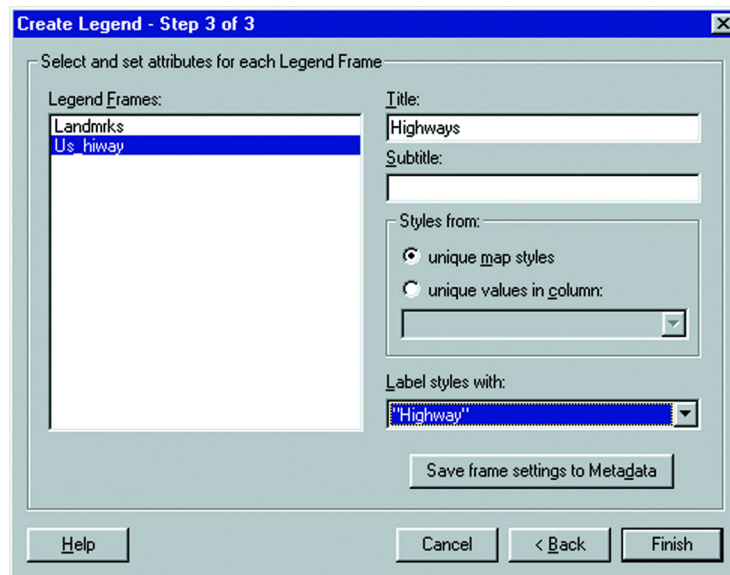 Create Legend - Step 3 of 3
Select and set attributes for each Legend Frame
Legend Frames:
Landmrks
Us_hiway
Title:
Highways
Subtitle:
Styles from:
unique map styles
unique values in column:
Label styles with:
"Highway"
Save frame settings to Metadata
Help
Cancel
< Back
Finish